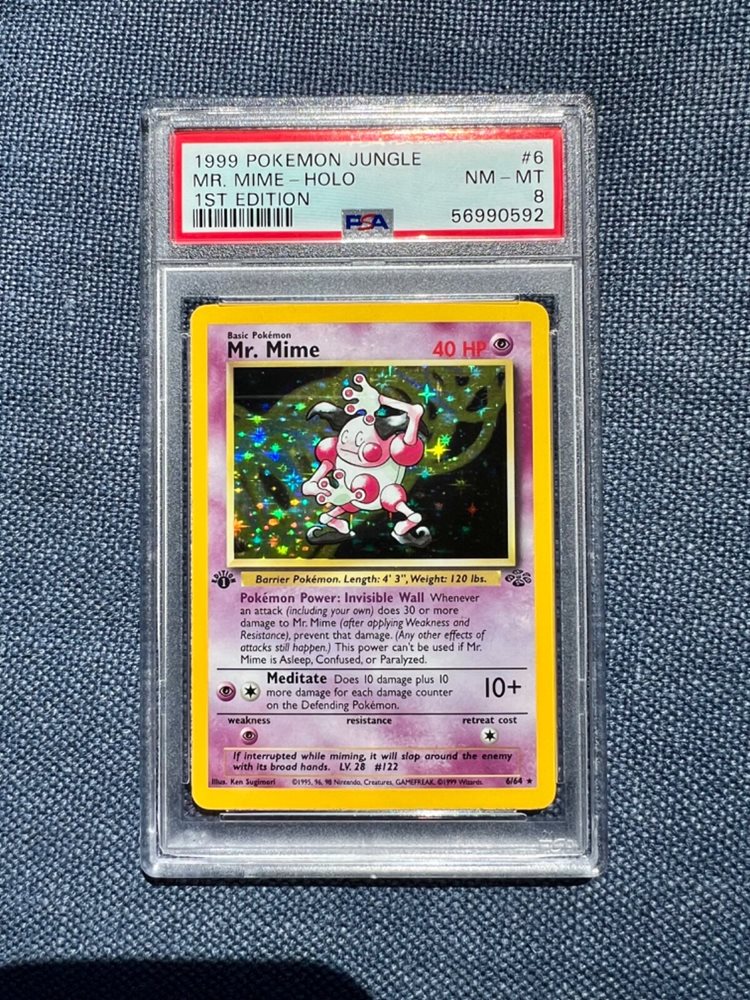 1999 POKEMON JUNGLE #6
MR. MIME - HOLO NM - MT
1ST EDITION 8
PSA 56990592
Basic Pokémon
Mr. Mime 40 HP
EDITION 1
Barrier Pokémon. Length: 4' 3", Weight: 120 lbs.
Pokémon Power: Invisible Wall Whenever
an attack (including your own) does 30 or more
damage to Mr. Mime (after applying Weakness and
Resistance), prevent that damage. (Any other effects of
attacks still happen.) This power can't be used if Mr.
Mime is Asleep, Confused, or Paralyzed.
Meditate Does 10 damage plus 10
more damage for each damage counter
on the Defending Pokémon.
10+
weakness resistance retreat cost
If interrupted while miming, it will slap around the enemy
with its broad hands. LV. 28 #122
Illus. Ken Sugimori ©1995, 96, 98 Nintendo, Creatures, GAMEFREAK. ©1999 Wizards. 6/64 ★